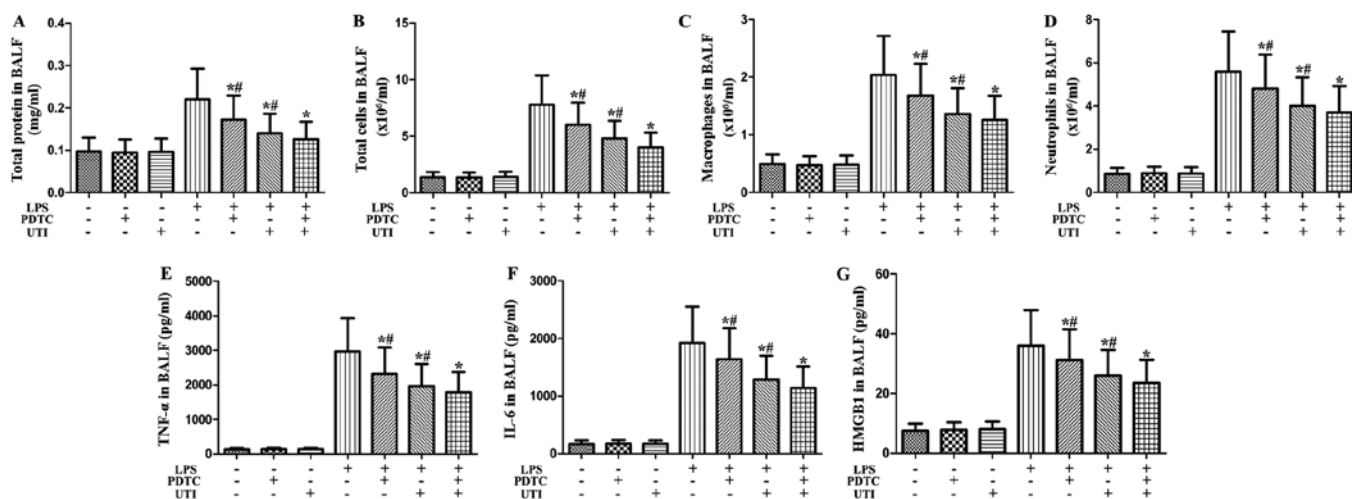 A
Total protein in BALF
(mg/ml)
0.4
0.3
0.2
0.1
0.0
*#
*#
*
LPS - - - + + + +
PDTC - + - - + - +
UTI - - + - - + +
B
Total cells in BALF
(x10⁶/ml)
15
10
5
0
*#
*#
*
LPS - - - + + + +
PDTC - + - - + - +
UTI - - + - - + +
C
Macrophages in BALF
(x10⁶/ml)
3
2
1
0
*#
*#
*
LPS - - - + + + +
PDTC - + - - + - +
UTI - - + - - + +
D
Neutrophils in BALF
(x10⁶/ml)
8
6
4
2
0
*#
*#
*
LPS - - - + + + +
PDTC - + - - + - +
UTI - - + - - + +
E
TNF-α in BALF (pg/ml)
5000
4000
3000
2000
1000
0
*#
*#
*
LPS - - - + + + +
PDTC - + - - + - +
UTI - - + - - + +
F
IL-6 in BALF (pg/ml)
3000
2000
1000
0
*#
*#
*
LPS - - - + + + +
PDTC - + - - + - +
UTI - - + - - + +
G
HMGB1 in BALF (pg/ml)
60
40
20
0
*#
*#
*
LPS - - - + + + +
PDTC - + - - + - +
UTI - - + - - + +